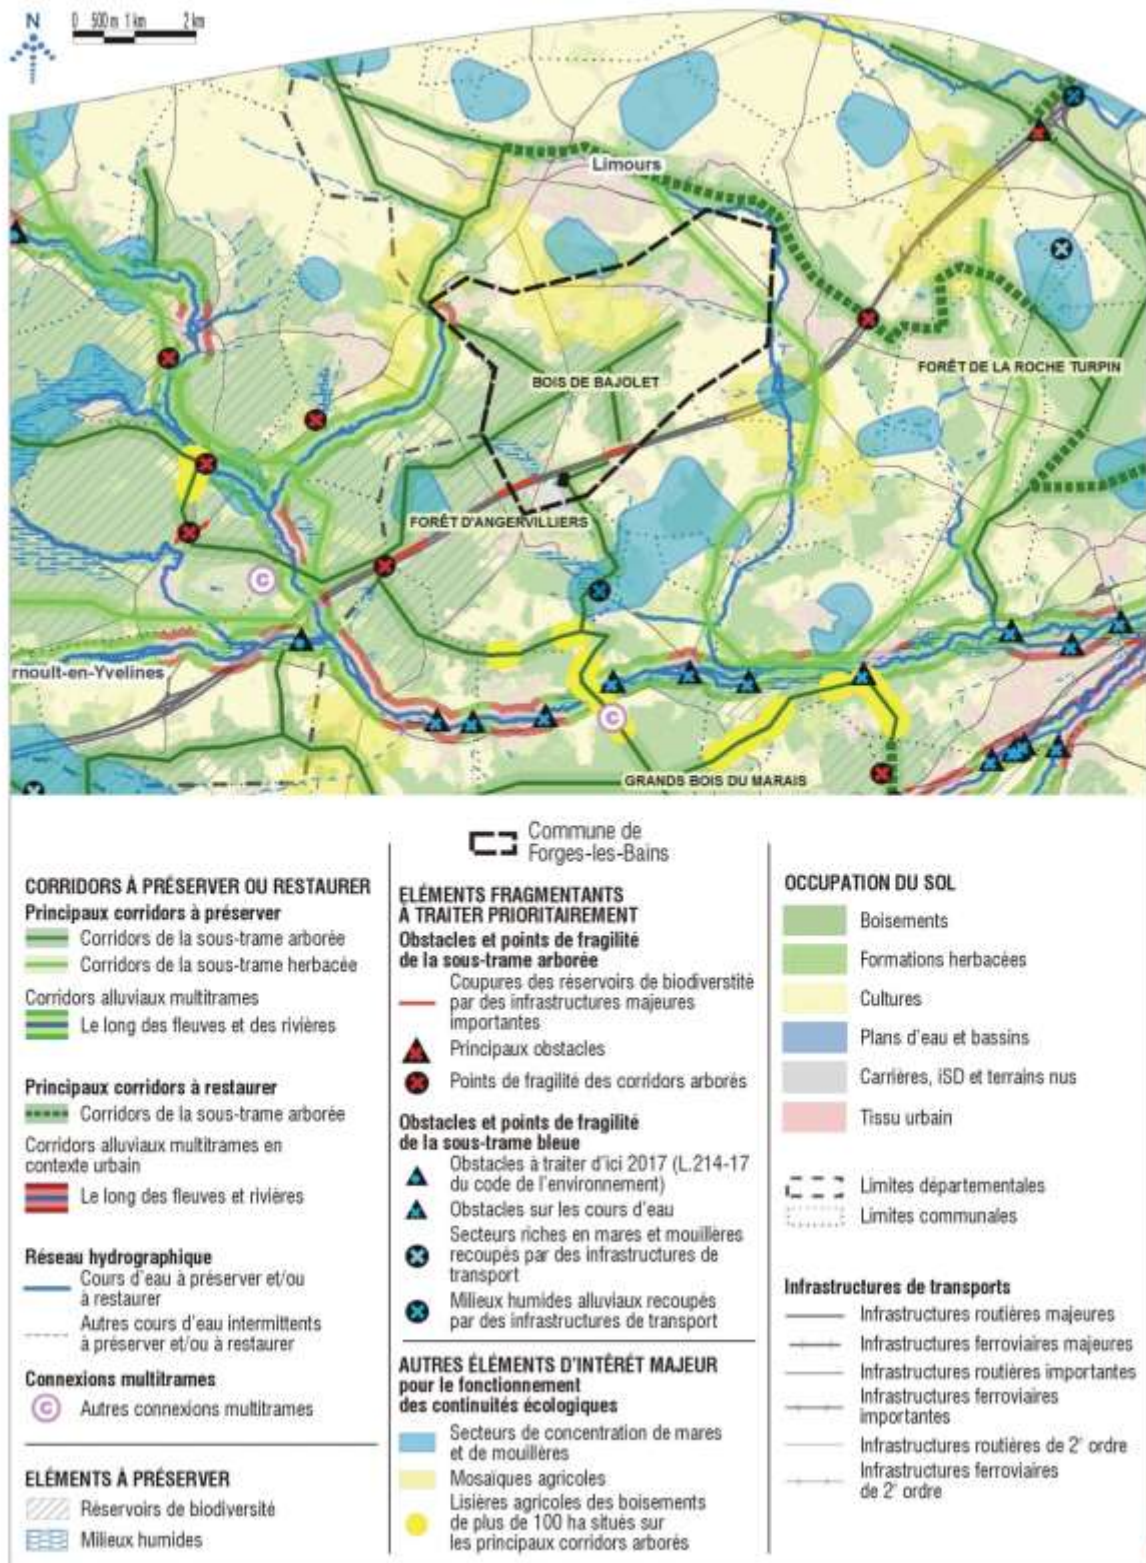 N
0 500 m 1 km 2 km
Limours
BOIS DE BAJOLET
FORÊT DE LA ROCHE TURPIN
FORÊT D'ANGERVILLIERS
C
rnoult-en-Yvelines
C
GRANDS BOIS DU MARAIS
Commune de
Forges-les-Bains
CORRIDORS À PRÉSERVER OU RESTAURER
Principaux corridors à préserver
Corridors de la sous-trame arborée
Corridors de la sous-trame herbacée
Corridors alluviaux multitrames
Le long des fleuves et des rivières
Principaux corridors à restaurer
Corridors de la sous-trame arborée
Corridors alluviaux multitrames en
contexte urbain
Le long des fleuves et rivières
Réseau hydrographique
Cours d'eau à préserver et/ou
à restaurer
Autres cours d'eau intermittents
à préserver et/ou à restaurer
Connexions multitrames
C Autres connexions multitrames
ELÉMENTS À PRÉSERVER
Réservoirs de biodiversité
Milieux humides
ELÉMENTS FRAGMENTANTS
À TRAITER PRIORITAIREMENT
Obstacles et points de fragilité
de la sous-trame arborée
Coupures des réservoirs de biodiverstité
par des infrastructures majeures
importantes
Principaux obstacles
Points de fragilité des corridors arborés
Obstacles et points de fragilité
de la sous-trame bleue
Obstacles à traiter d'ici 2017 (L.214-17
du code de l'environnement)
Obstacles sur les cours d'eau
Secteurs riches en mares et mouillères
recoupés par des infrastructures de
transport
Milieux humides alluviaux recoupés
par des infrastructures de transport
AUTRES ÉLÉMENTS D'INTÉRÊT MAJEUR
pour le fonctionnement
des continuités écologiques
Secteurs de concentration de mares
et de mouillères
Mosaïques agricoles
Lisières agricoles des boisements
de plus de 100 ha situés sur
les principaux corridors arborés
OCCUPATION DU SOL
Boisements
Formations herbacées
Cultures
Plans d'eau et bassins
Carrières, iSD et terrains nus
Tissu urbain
Limites départementales
Limites communales
Infrastructures de transports
Infrastructures routières majeures
Infrastructures ferroviaires majeures
Infrastructures routières importantes
Infrastructures ferroviaires
importantes
Infrastructures routières de 2° ordre
Infrastructures ferroviaires
de 2° ordre